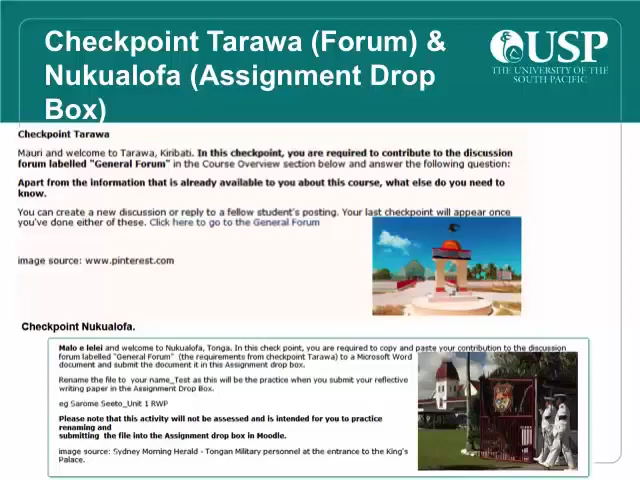 Checkpoint Tarawa (Forum) &
Nukualofa (Assignment Drop
Box)
USP
THE UNIVERSITY OF THE
SOUTH PACIFIC
Checkpoint Tarawa
Mauri and welcome to Tarawa, Kiribati. In this checkpoint, you are required to contribute to the discussion
forum labelled "General Forum" in the Course Overview section below and answer the following question:
Apart from the information that is already available to you about this course, what else do you need to
know.
You can create a new discussion or reply to a fellow student's posting. Your last checkpoint will appear once
you've done either of these. Click here to go to the General Forum
image source: www.pinterest.com
Checkpoint Nukualofa.
Malo e lelei and welcome to Nukualofa, Tonga. In this check point, you are required to copy and paste your contribution to the discussion
forum labelled "General Forum" (the requirements from checkpoint Tarawa) to a Microsoft Word
document and submit the document it in this Assignment drop box.
Rename the file to your name_Test as this will be the practice when you submit your reflective
writing paper in the Assignment Drop Box.
eg Sarome Seeto_Unit 1 RWP
Please note that this activity will not be assessed and is intended for you to practice
renaming and
submitting the file into the Assignment drop box in Moodle.
image source: Sydney Morning Herald - Tongan Military personnel at the entrance to the King's
Palace.